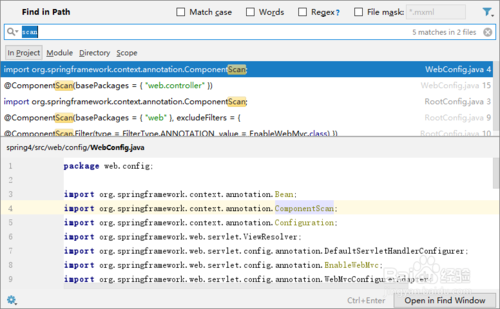 Find in Path
Match case
Words
Regex ?
File mask:
*.mxml
scan
5 matches in 2 files
In Project Module Directory Scope
import org.springframework.context.annotation.ComponentScan; WebConfig.java 4
@ComponentScan(basePackages = { "web.controller" }) WebConfig.java 15
import org.springframework.context.annotation.ComponentScan; RootConfig.java 3
@ComponentScan(basePackages = { "web" }, excludeFilters = { RootConfig.java 8
@ComponentScan.Filter(type = FilterType.ANNOTATION, value = EnableWebMvc.class) }) RootConfig.java
spring4/src/web/config/WebConfig.java
1 package web.config;
2
3 import org.springframework.context.annotation.Bean;
4 import org.springframework.context.annotation.ComponentScan;
5 import org.springframework.context.annotation.Configuration;
6 import org.springframework.web.servlet.ViewResolver;
7 import org.springframework.web.servlet.config.annotation.DefaultServletHandlerConfigurer;
8 import org.springframework.web.servlet.config.annotation.EnableWebMvc;
9 import org.springframework.web.servlet.config.annotation.WebMvcConfigurerAdapter;
Ctrl+Enter
Open in Find Window